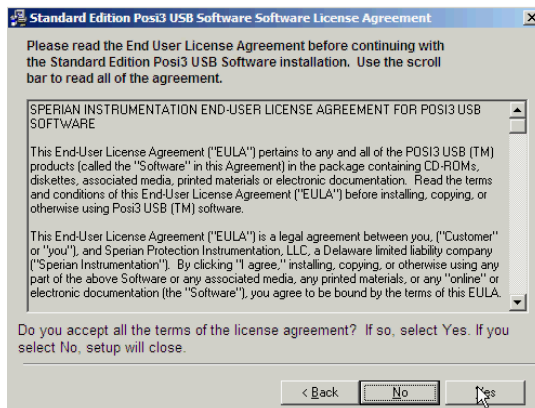 Standard Edition Posi3 USB Software Software License Agreement
Please read the End User License Agreement before continuing with
the Standard Edition Posi3 USB Software installation. Use the scroll
bar to read all of the agreement.
SPERIAN INSTRUMENTATION END-USER LICENSE AGREEMENT FOR POSI3 USB
SOFTWARE
This End-User License Agreement ("EULA") pertains to any and all of the POSI3 USB (TM)
products (called the "Software" in this Agreement) in the package containing CD-ROMs,
diskettes, associated media, printed materials or electronic documentation. Read the terms
and conditions of this End-User License Agreement ("EULA") before installing, copying, or
otherwise using Posi3 USB (TM) software.
This End-User License Agreement ("EULA") is a legal agreement between you, ("Customer"
or "you"), and Sperian Protection Instrumentation, LLC, a Delaware limited liability company
("Sperian Instrumentation"). By clicking "I agree," installing, copying, or otherwise using any
part of the above Software or any associated media, any printed materials, or any "online" or
electronic documentation (the "Software"), you agree to be bound by the terms of this EULA.
Do you accept all the terms of the license agreement? If so, select Yes. If you
select No, setup will close.
< Back No Yes